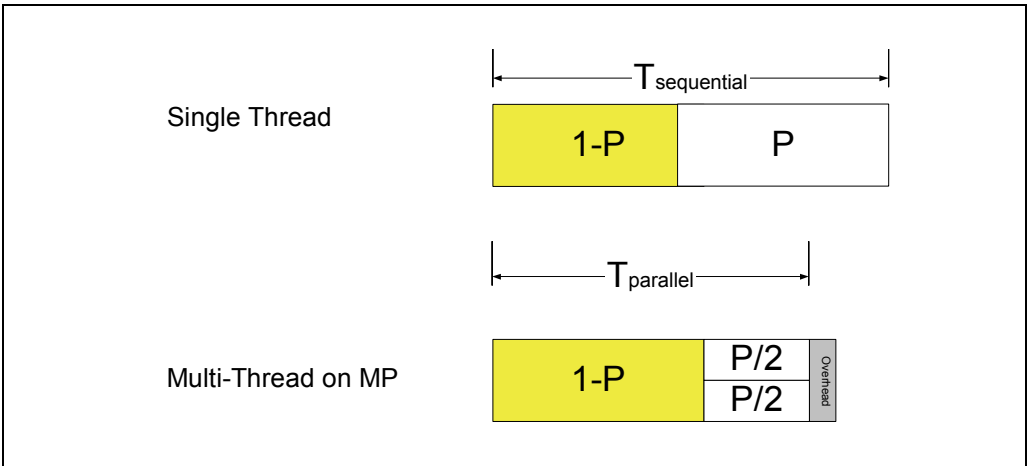 Tsequential
Single Thread
1-P
P
Tparallel
Multi-Thread on MP
1-P
P/2
P/2
Overhead